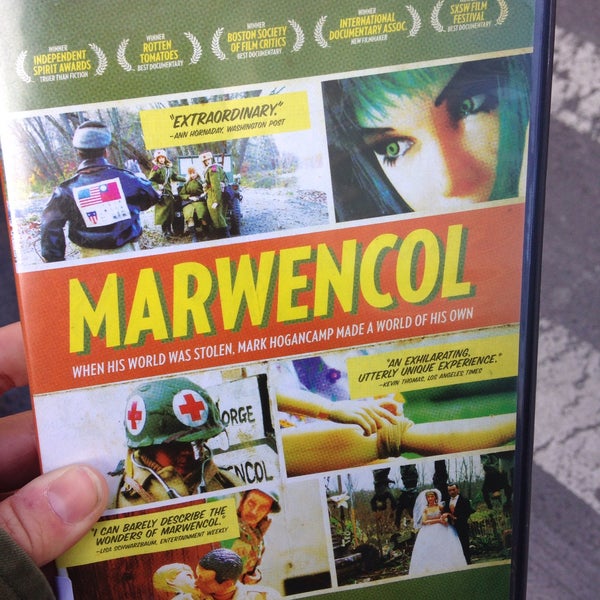 WINNER
INDEPENDENT
SPIRIT AWARDS
TRUER THAN FICTION
WINNER
ROTTEN
TOMATOES
BEST DOCUMENTARY
WINNER
BOSTON SOCIETY
OF FILM CRITICS
BEST DOCUMENTARY
WINNER
INTERNATIONAL
DOCUMENTARY ASSOC.
NEW FILMMAKER
SXSW FILM
FESTIVAL
BEST DOCUMENTARY
"EXTRAORDINARY."
–ANN HORNADAY, WASHINGTON POST
MARWENCOL
WHEN HIS WORLD WAS STOLEN, MARK HOGANCAMP MADE A WORLD OF HIS OWN
"AN EXHILARATING,
UTTERLY UNIQUE EXPERIENCE."
–KEVIN THOMAS, LOS ANGELES TIMES
ORGE
NCOL
"I CAN BARELY DESCRIBE THE
WONDERS OF MARWENCOL."
–LISA SCHWARZBAUM, ENTERTAINMENT WEEKLY